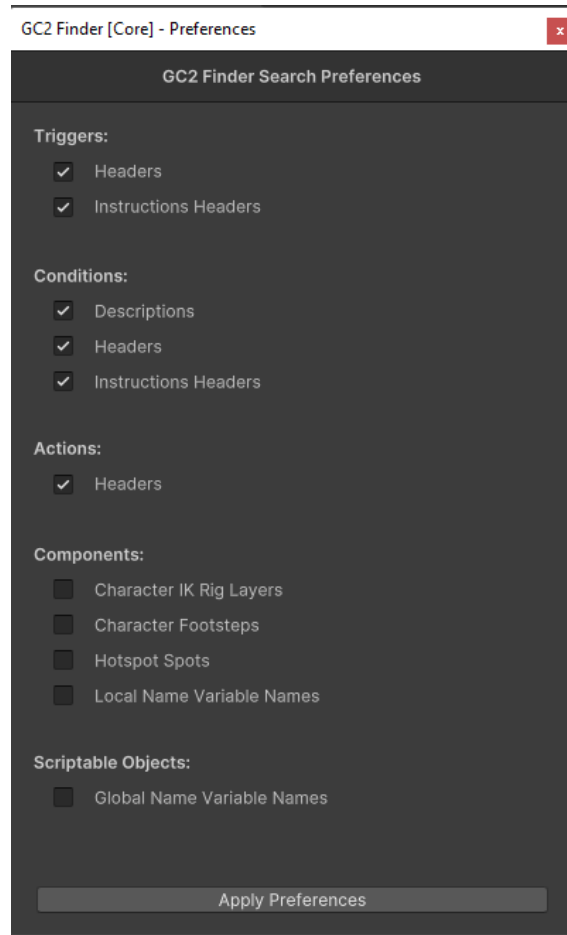 GC2 Finder [Core] - Preferences
x
GC2 Finder Search Preferences
Triggers:
Headers
Instructions Headers
Conditions:
Descriptions
Headers
Instructions Headers
Actions:
Headers
Components:
Character IK Rig Layers
Character Footsteps
Hotspot Spots
Local Name Variable Names
Scriptable Objects:
Global Name Variable Names
Apply Preferences